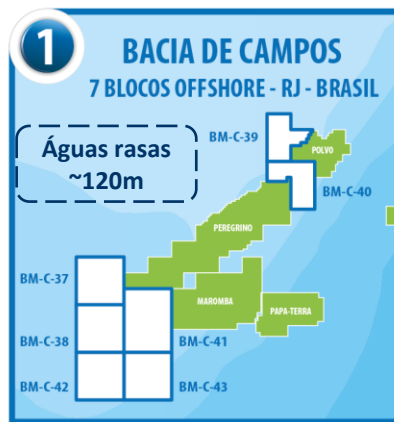 1
BACIA DE CAMPOS
7 BLOCOS OFFSHORE - RJ - BRASIL
Águas rasas
~120m
BM-C-39
POLVO
BM-C-40
PEREGRINO
BM-C-37
MAROMBA
PAPA-TERRA
BM-C-38
BM-C-41
BM-C-42
BM-C-43